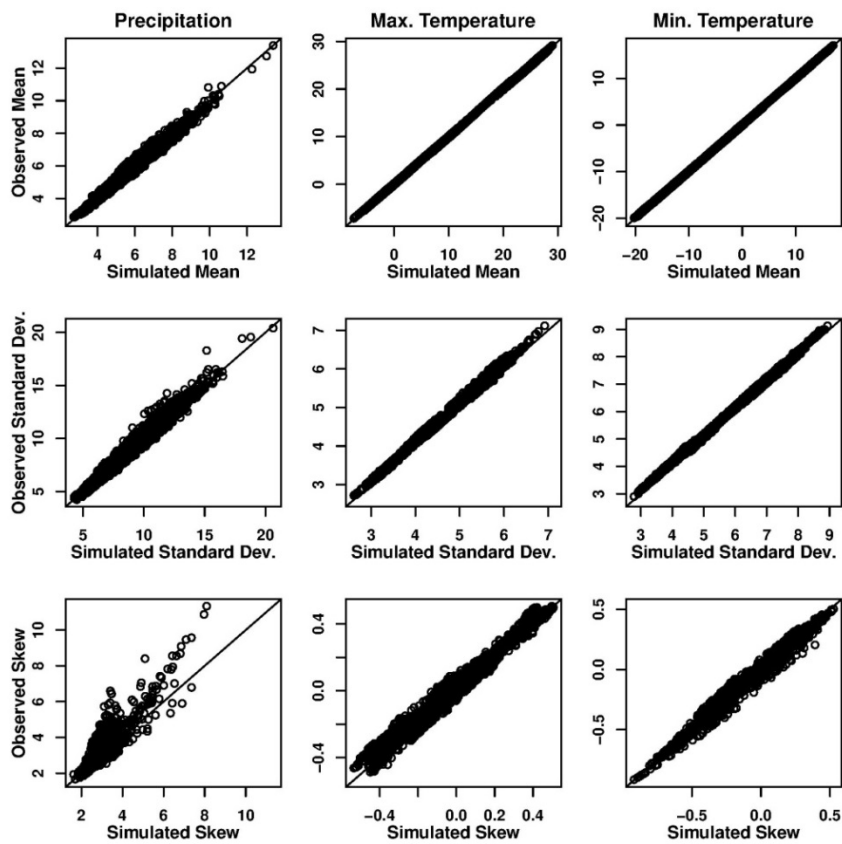 Precipitation Max. Temperature Min. Temperature
Observed Mean
12
10
8
6
4
4 6 8 10 12
Simulated Mean
30
20
10
0
0 10 20 30
Simulated Mean
10
0
−10
−20
−20 −10 0 10
Simulated Mean
Observed Standard Dev.
20
15
10
5
5 10 15 20
Simulated Standard Dev.
7
6
5
4
3
3 4 5 6 7
Simulated Standard Dev.
9
8
7
6
5
4
3
3 4 5 6 7 8 9
Simulated Standard Dev.
Observed Skew
10
8
6
4
2
2 4 6 8 10
Simulated Skew
0.4
0.0
−0.4
−0.4 0.0 0.2 0.4
Simulated Skew
0.5
0.0
−0.5
−0.5 0.0 0.5
Simulated Skew